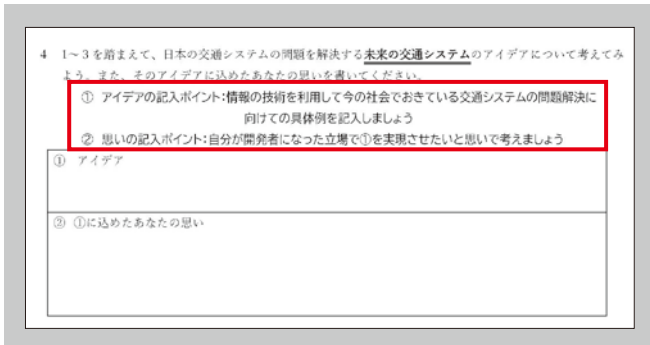 4 1～3を踏まえて、日本の交通システムの問題を解決する未来の交通システムのアイデアについて考えてみ
よう。また、そのアイデアに込めたあなたの思いを書いてください。
① アイデアの記入ポイント：情報の技術を利用して今の社会でおきている交通システムの問題解決に
向けての具体例を記入しましょう
② 思いの記入ポイント：自分が開発者になった立場で①を実現させたいと思いで考えましょう
① アイデア
② ①に込めたあなたの思い